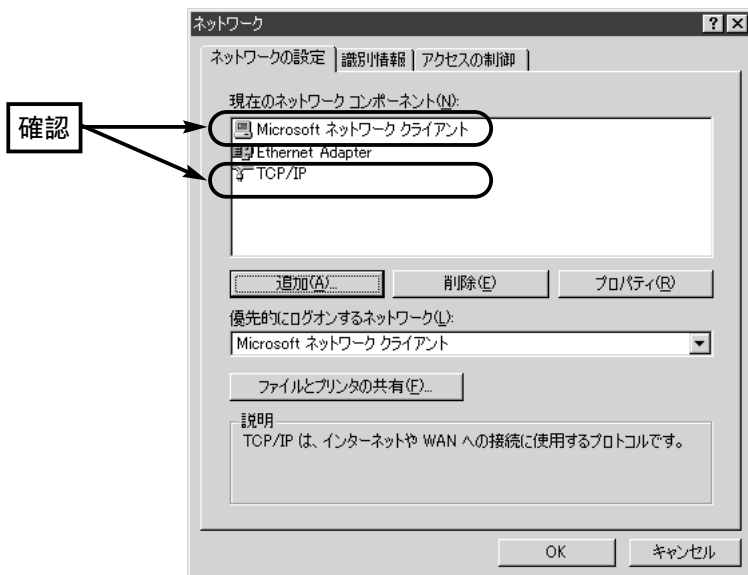 ネットワーク
ネットワークの設定 識別情報 アクセスの制御
現在のネットワーク コンポーネント(N):
確認
Microsoft ネットワーク クライアント
Ethernet Adapter
TCP/IP
追加(A)... 削除(E) プロパティ(R)
優先的にログオンするネットワーク(L):
Microsoft ネットワーク クライアント
ファイルとプリンタの共有(F)...
説明
TCP/IP は、インターネットや WAN への接続に使用するプロトコルです。
OK キャンセル